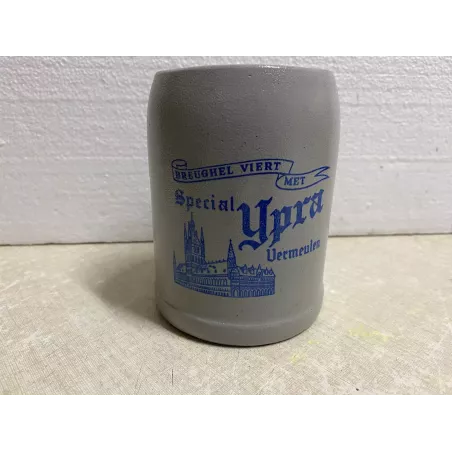 BREUGHEL VIERT
MET
Special
Ypra
Vermeulen